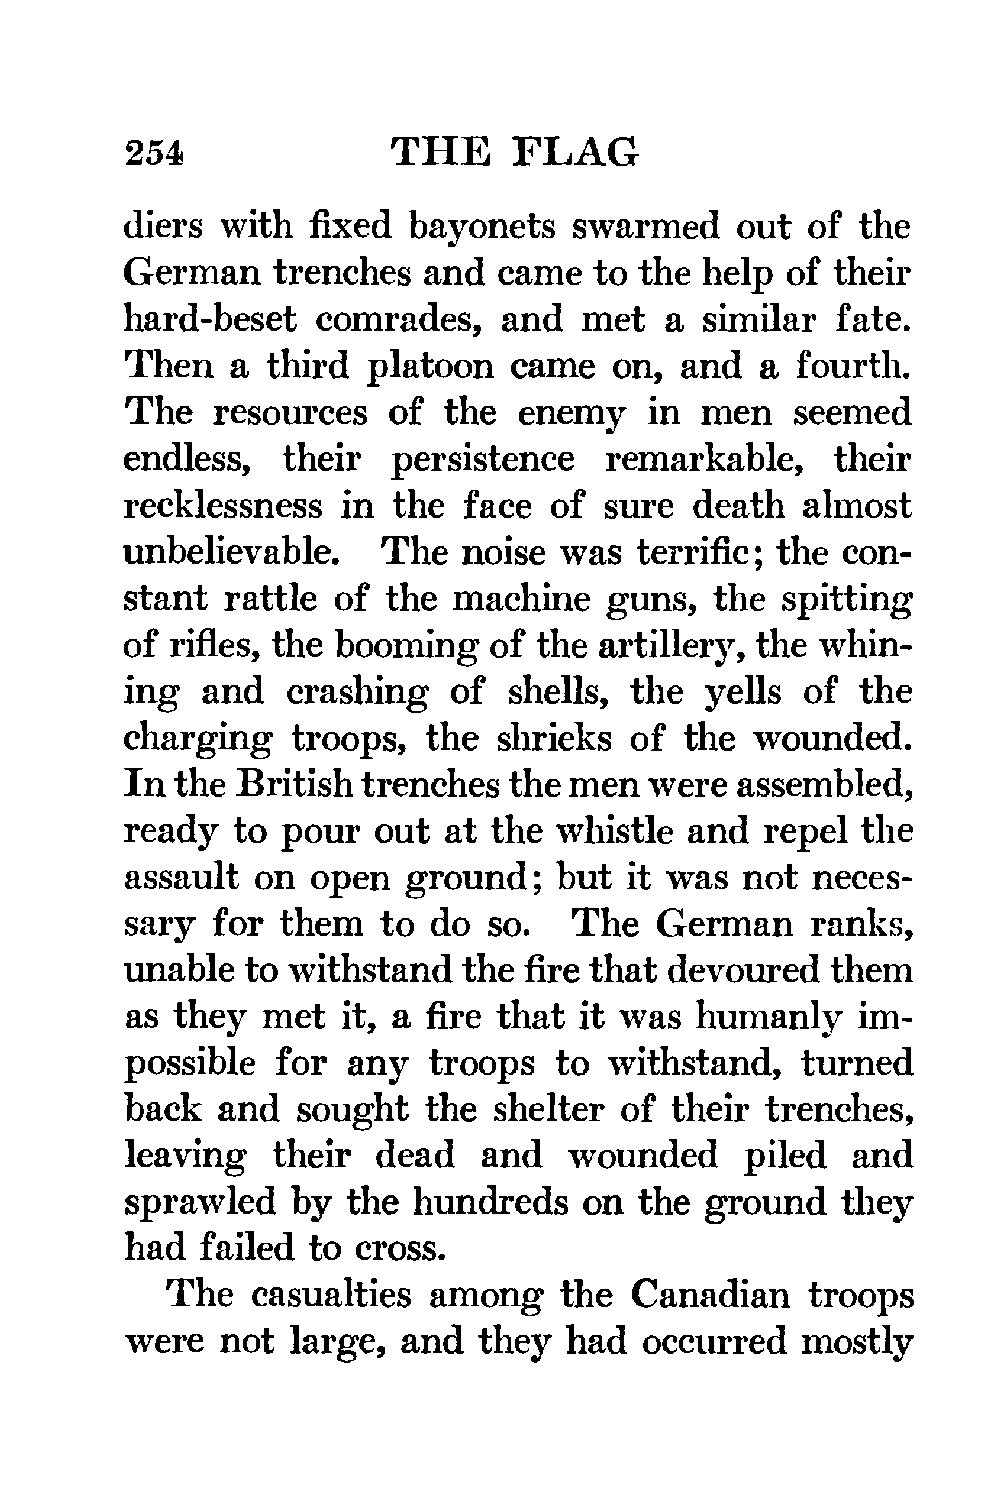 254 THE FLAG
diers with fixed bayonets swarmed out of the
German trenches and came to the help of their
hard-beset comrades, and met a similar fate.
Then a third platoon came on, and a fourth.
The resources of the enemy in men seemed
endless, their persistence remarkable, their
recklessness in the face of sure death almost
unbelievable. The noise was terrific; the con-
stant rattle of the machine guns, the spitting
of rifles, the booming of the artillery, the whin-
ing and crashing of shells, the yells of the
charging troops, the shrieks of the wounded.
In the British trenches the men were assembled,
ready to pour out at the whistle and repel the
assault on open ground; but it was not neces-
sary for them to do so. The German ranks,
unable to withstand the fire that devoured them
as they met it, a fire that it was humanly im-
possible for any troops to withstand, turned
back and sought the shelter of their trenches,
leaving their dead and wounded piled and
sprawled by the hundreds on the ground they
had failed to cross.
The casualties among the Canadian troops
were not large, and they had occurred mostly